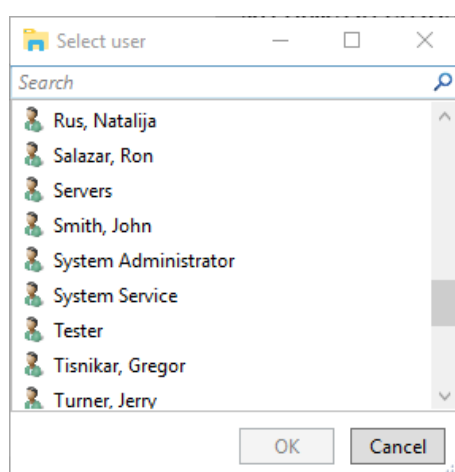 Select user
Search
Rus, Natalija
Salazar, Ron
Servers
Smith, John
System Administrator
System Service
Tester
Tisnikar, Gregor
Turner, Jerry
OK
Cancel